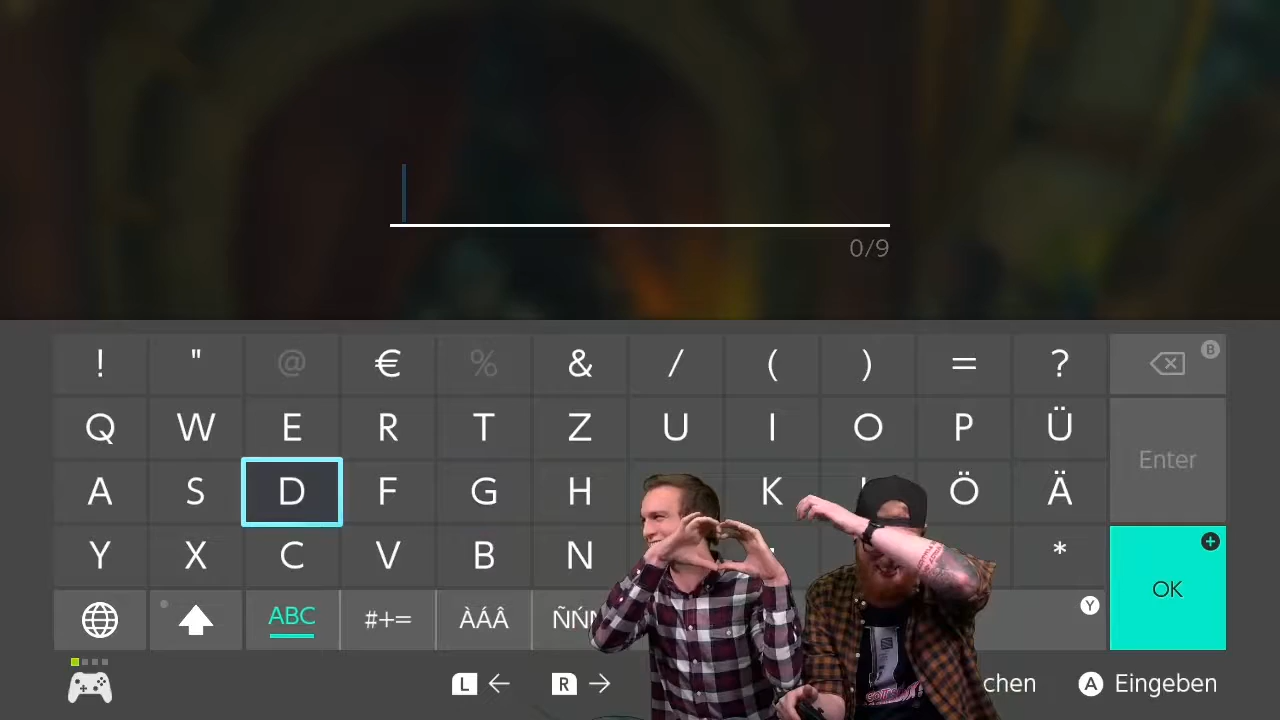 0/9
! " @ € % & / ( ) = ?
Q W E R T Z U I O P Ü
A S D F G H K Ö Ä Enter
Y X C V B N *
ABC #+= ÀÁÂ Y OK
L ← R → chen A Eingeben
B
+